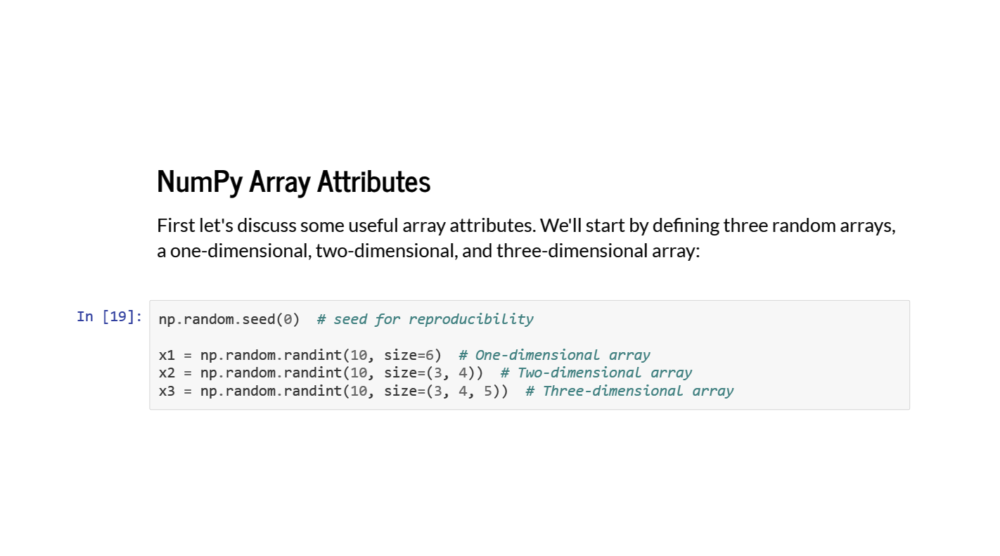 NumPy Array Attributes
First let's discuss some useful array attributes. We'll start by defining three random arrays,
a one-dimensional, two-dimensional, and three-dimensional array:
In [19]:
np.random.seed(0)  # seed for reproducibility
x1 = np.random.randint(10, size=6)  # One-dimensional array
x2 = np.random.randint(10, size=(3, 4))  # Two-dimensional array
x3 = np.random.randint(10, size=(3, 4, 5))  # Three-dimensional array